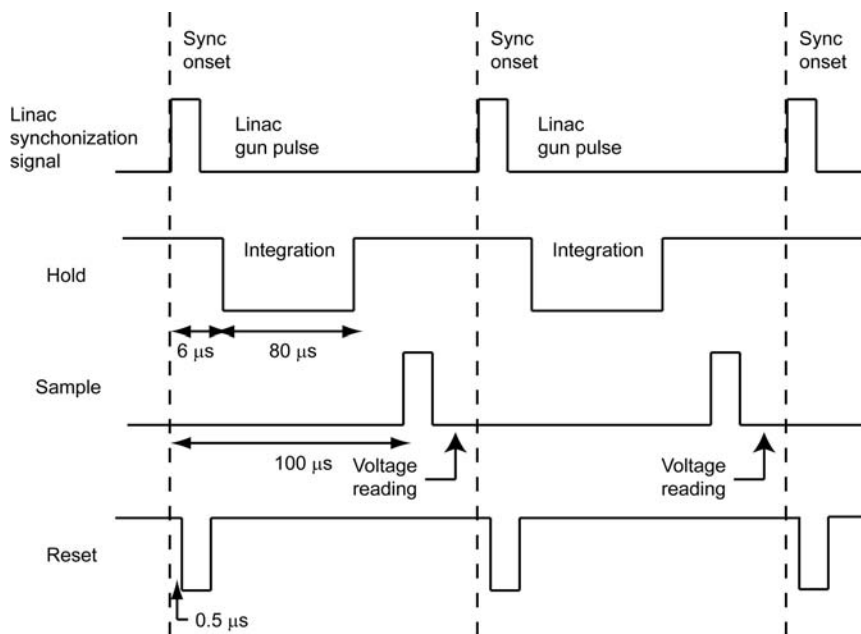 Sync
onset
Sync
onset
Sync
onset
Linac
synchonization
signal
Linac
gun pulse
Linac
gun pulse
Hold
Integration
Integration
6 μs
80 μs
Sample
100 μs
Voltage
reading
Voltage
reading
Reset
0.5 μs